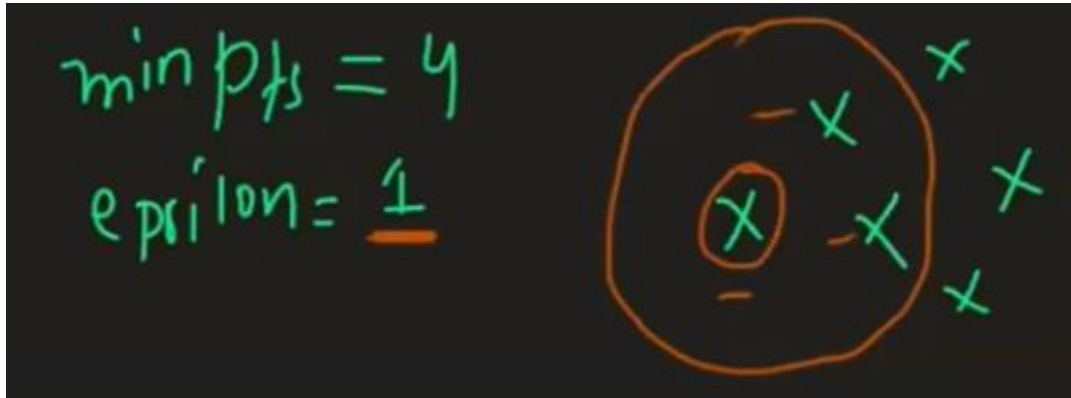 min pts = 4
epsilon = 1